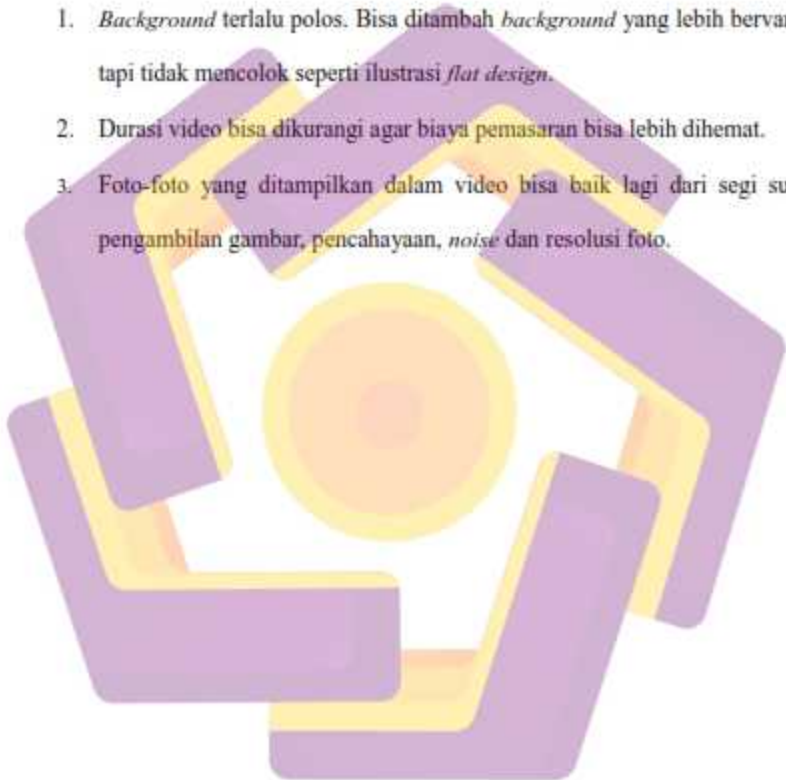 1. Background terlalu polos. Bisa ditambah background yang lebih
tapi tidak mencolok seperti ilustrasi flat design.
2. Durasi video bisa dikurangi agar biaya pemasaran bisa lebih dihemat.
3. Foto-foto yang ditampilkan dalam video bisa baik lagi dari segi
pengambilan gambar, pencahayaan, noise dan resolusi foto.